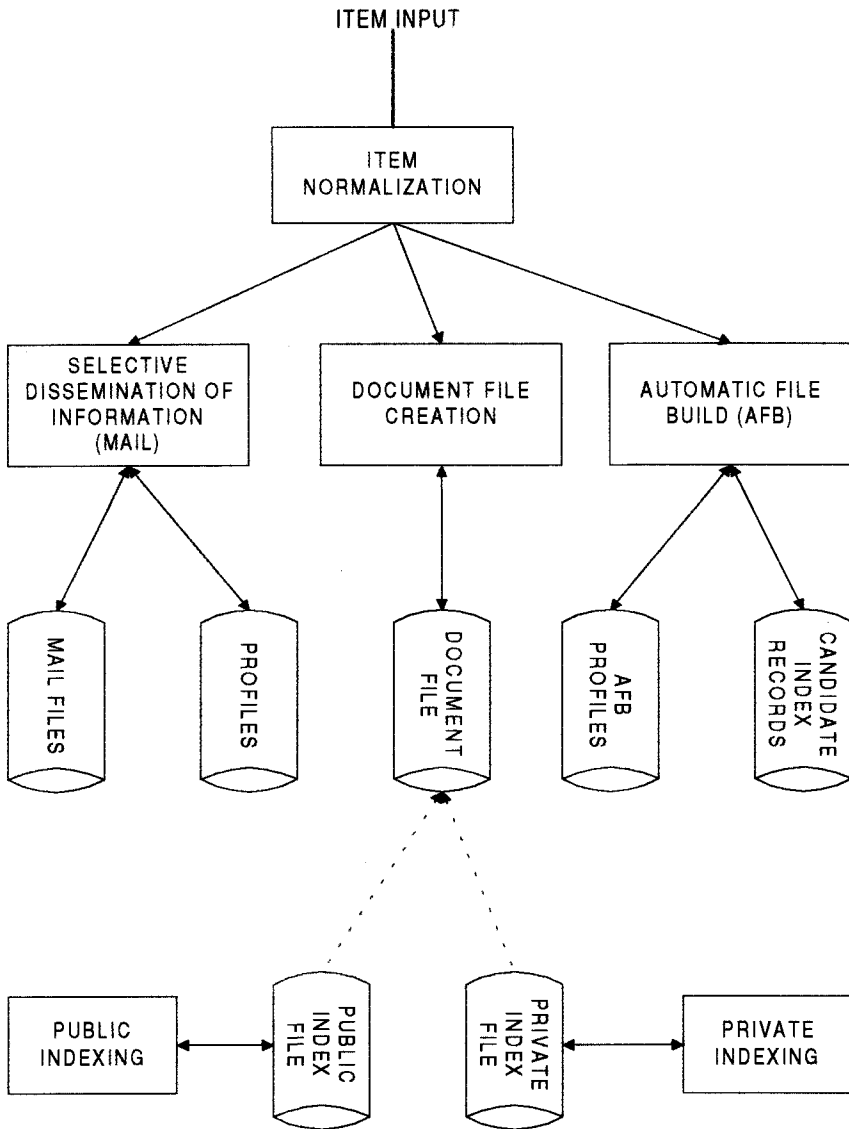 ITEM INPUT
ITEM
NORMALIZATION
SELECTIVE
DISSEMINATION OF
INFORMATION
(MAIL)
DOCUMENT FILE
CREATION
AUTOMATIC FILE
BUILD (AFB)
MAIL FILES
PROFILES
DOCUMENT
FILE
AFB
PROFILES
CANDIDATE
INDEX
RECORDS
PUBLIC
INDEXING
PUBLIC
INDEX
FILE
PRIVATE
INDEX
FILE
PRIVATE
INDEXING